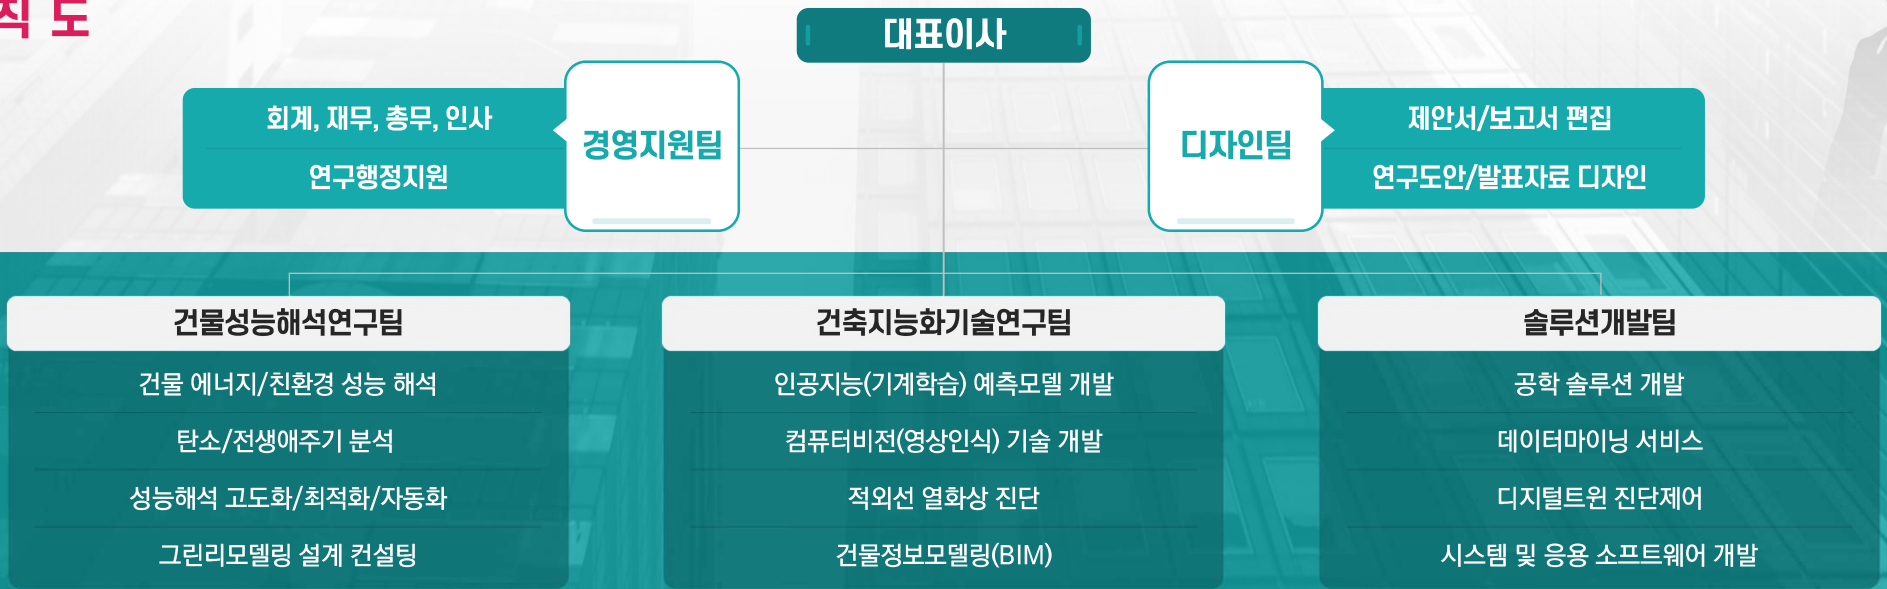 직 도
대표이사
회계, 재무, 총무, 인사
연구행정지원
경영지원팀
디자인팀
제안서/보고서 편집
연구도안/발표자료 디자인
건물성능해석연구팀
건물 에너지/친환경 성능 해석
탄소/전생애주기 분석
성능해석 고도화/최적화/자동화
그린리모델링 설계 컨설팅
건축지능화기술연구팀
인공지능(기계학습) 예측모델 개발
컴퓨터비전(영상인식) 기술 개발
적외선 열화상 진단
건물정보모델링(BIM)
솔루션개발팀
공학 솔루션 개발
데이터마이닝 서비스
디지털트윈 진단제어
시스템 및 응용 소프트웨어 개발